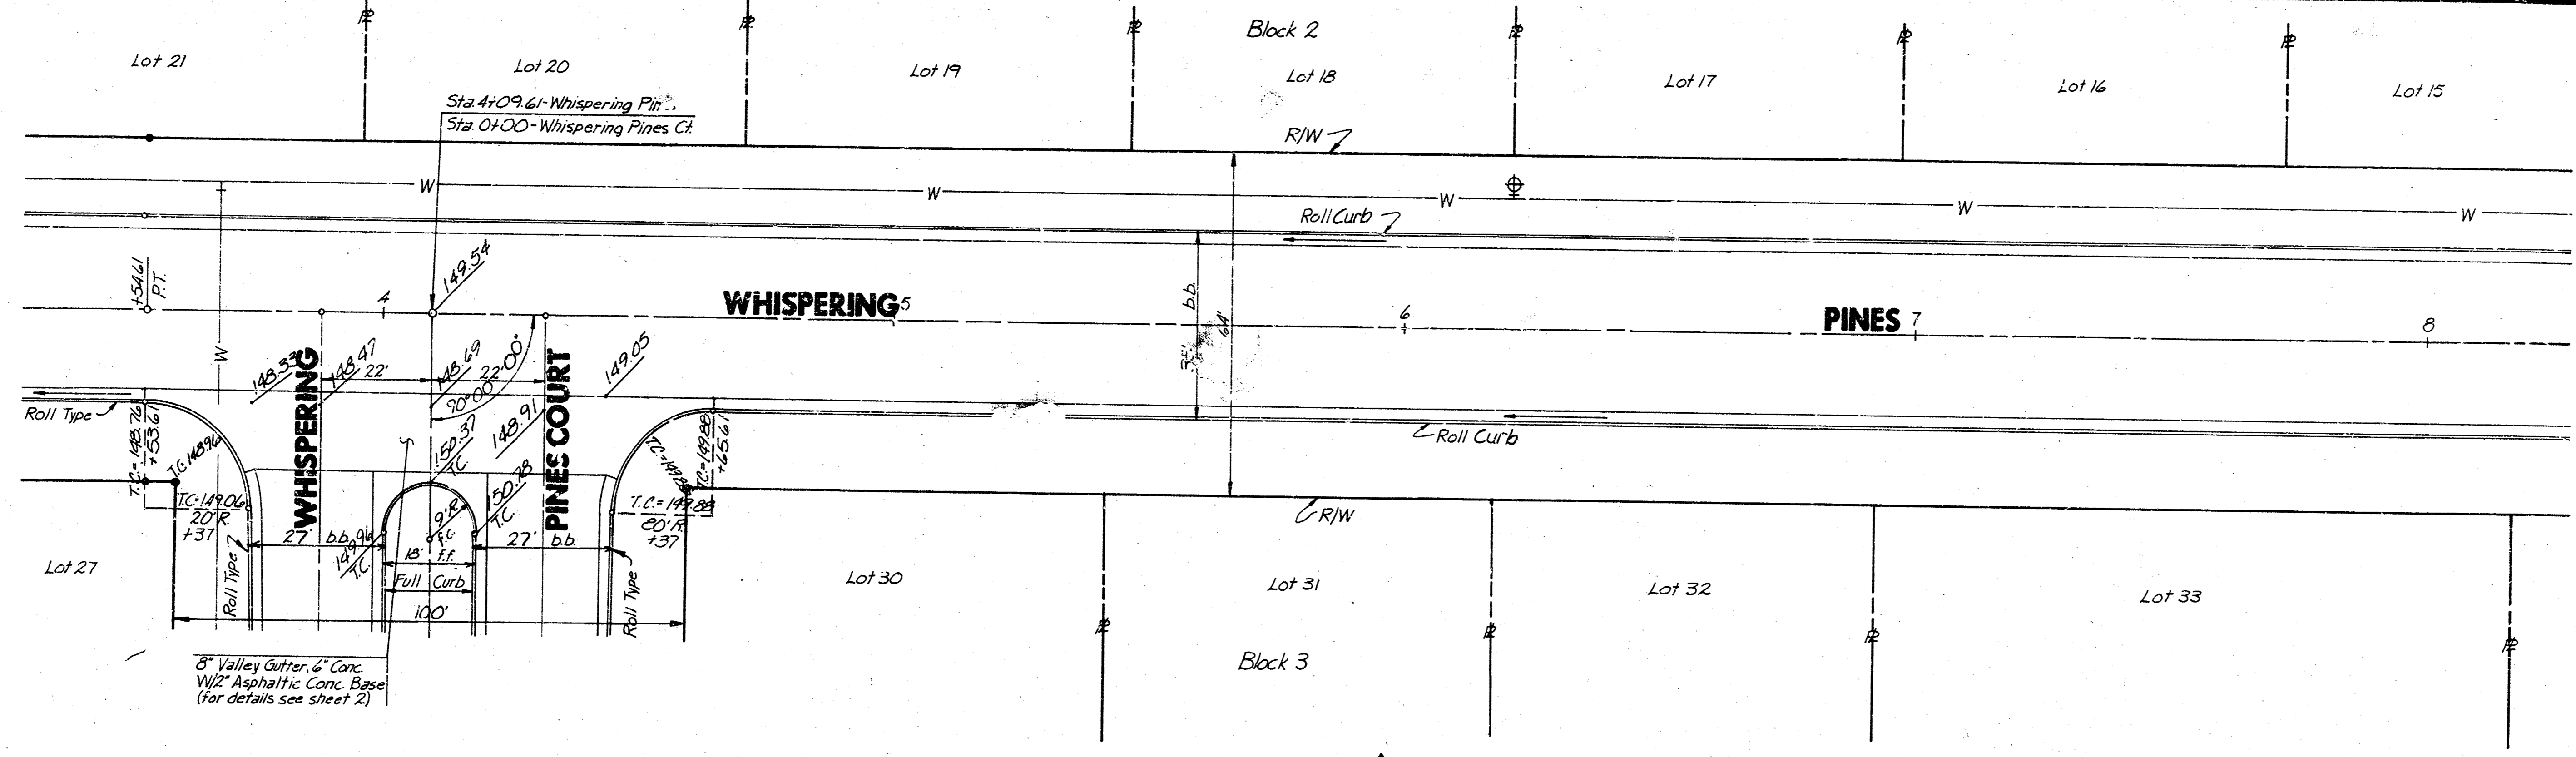 Block 2
Lot 21
Lot 20
Lot 19
Lot 18
Lot 17
Lot 16
Lot 15
Sta. 4+09.61-Whispering
Sta. 0+00-Whispering Pines Ct.
R/W
W
W
W
W
W
W
Roll Curb
+54.61
P.T.
4
149.54
WHISPERING
5
b.b.
64'
6
PINES
7
8
148.33
148.47
22'
148.69
22'
90°00'00"
149.05
WHISPERING
PINES COURT
148.91
Roll Type
T.C.= 148.76
+53.61
T.C. 148.96
150.37
T.C.
T.C.= 149.88
+65.61
Roll Curb
T.C.=149.06
20' R.
+37
150.78
T.C.
9' R.
f.c.
T.C.= 149.88
+37
R/W
27' b.b.
149.96
T.C.
18' f.f.
27' b.b.
Full Curb
Roll Type
Roll Type
100'
Lot 27
Lot 30
Lot 31
Lot 32
Lot 33
Block 3
8" Valley Gutter, 6" Conc.
W/2" Asphaltic Conc. Base
(for details see sheet 2)